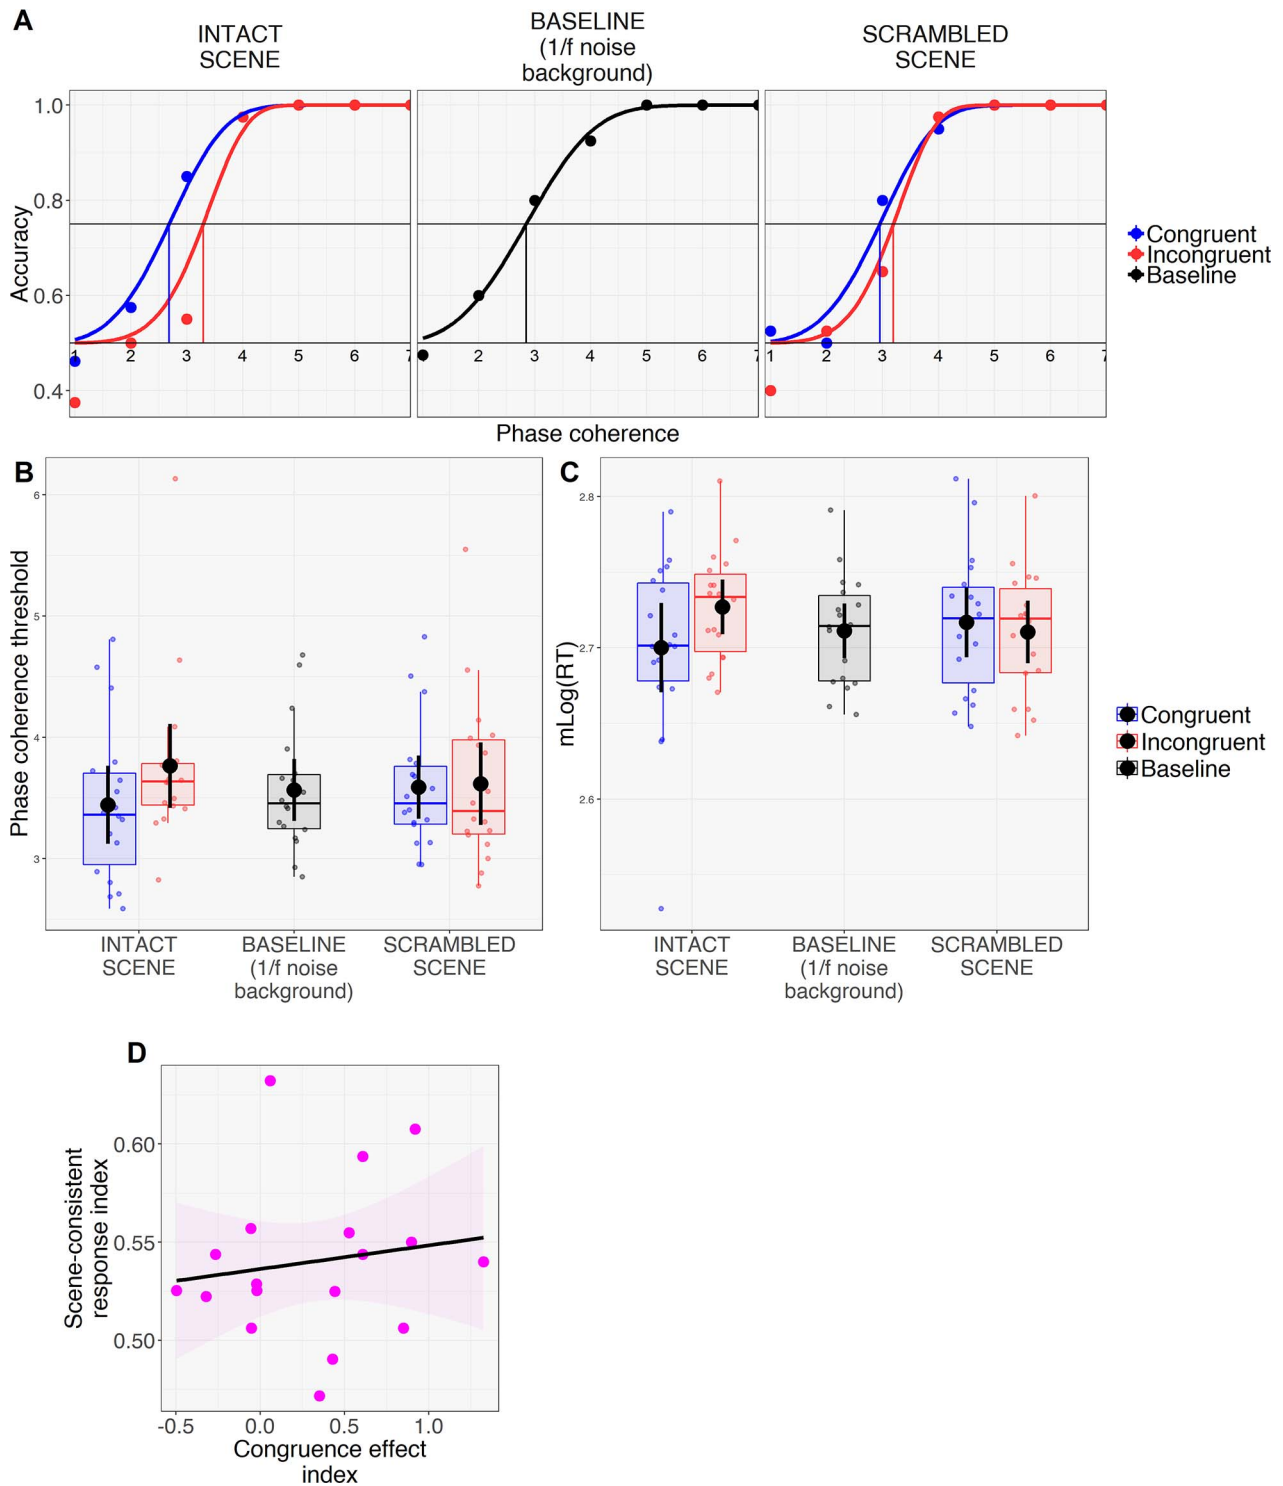 A
INTACT
SCENE
BASELINE
(1/f noise
background)
SCRAMBLED
SCENE
Accuracy
1.0
0.8
0.6
0.4
1 2 3 4 5 6 7
2 3 4 5 6 7
1 2 3 4 5 6 7
Phase coherence
Congruent
Incongruent
Baseline
B
Phase coherence threshold
6
5
4
3
INTACT
SCENE
BASELINE
(1/f noise
background)
SCRAMBLED
SCENE
C
mLog(RT)
2.8
2.7
2.6
INTACT
SCENE
BASELINE
(1/f noise
background)
SCRAMBLED
SCENE
Congruent
Incongruent
Baseline
D
Scene-consistent
response index
0.60
0.55
0.50
-0.5 0.0 0.5 1.0
Congruence effect
index